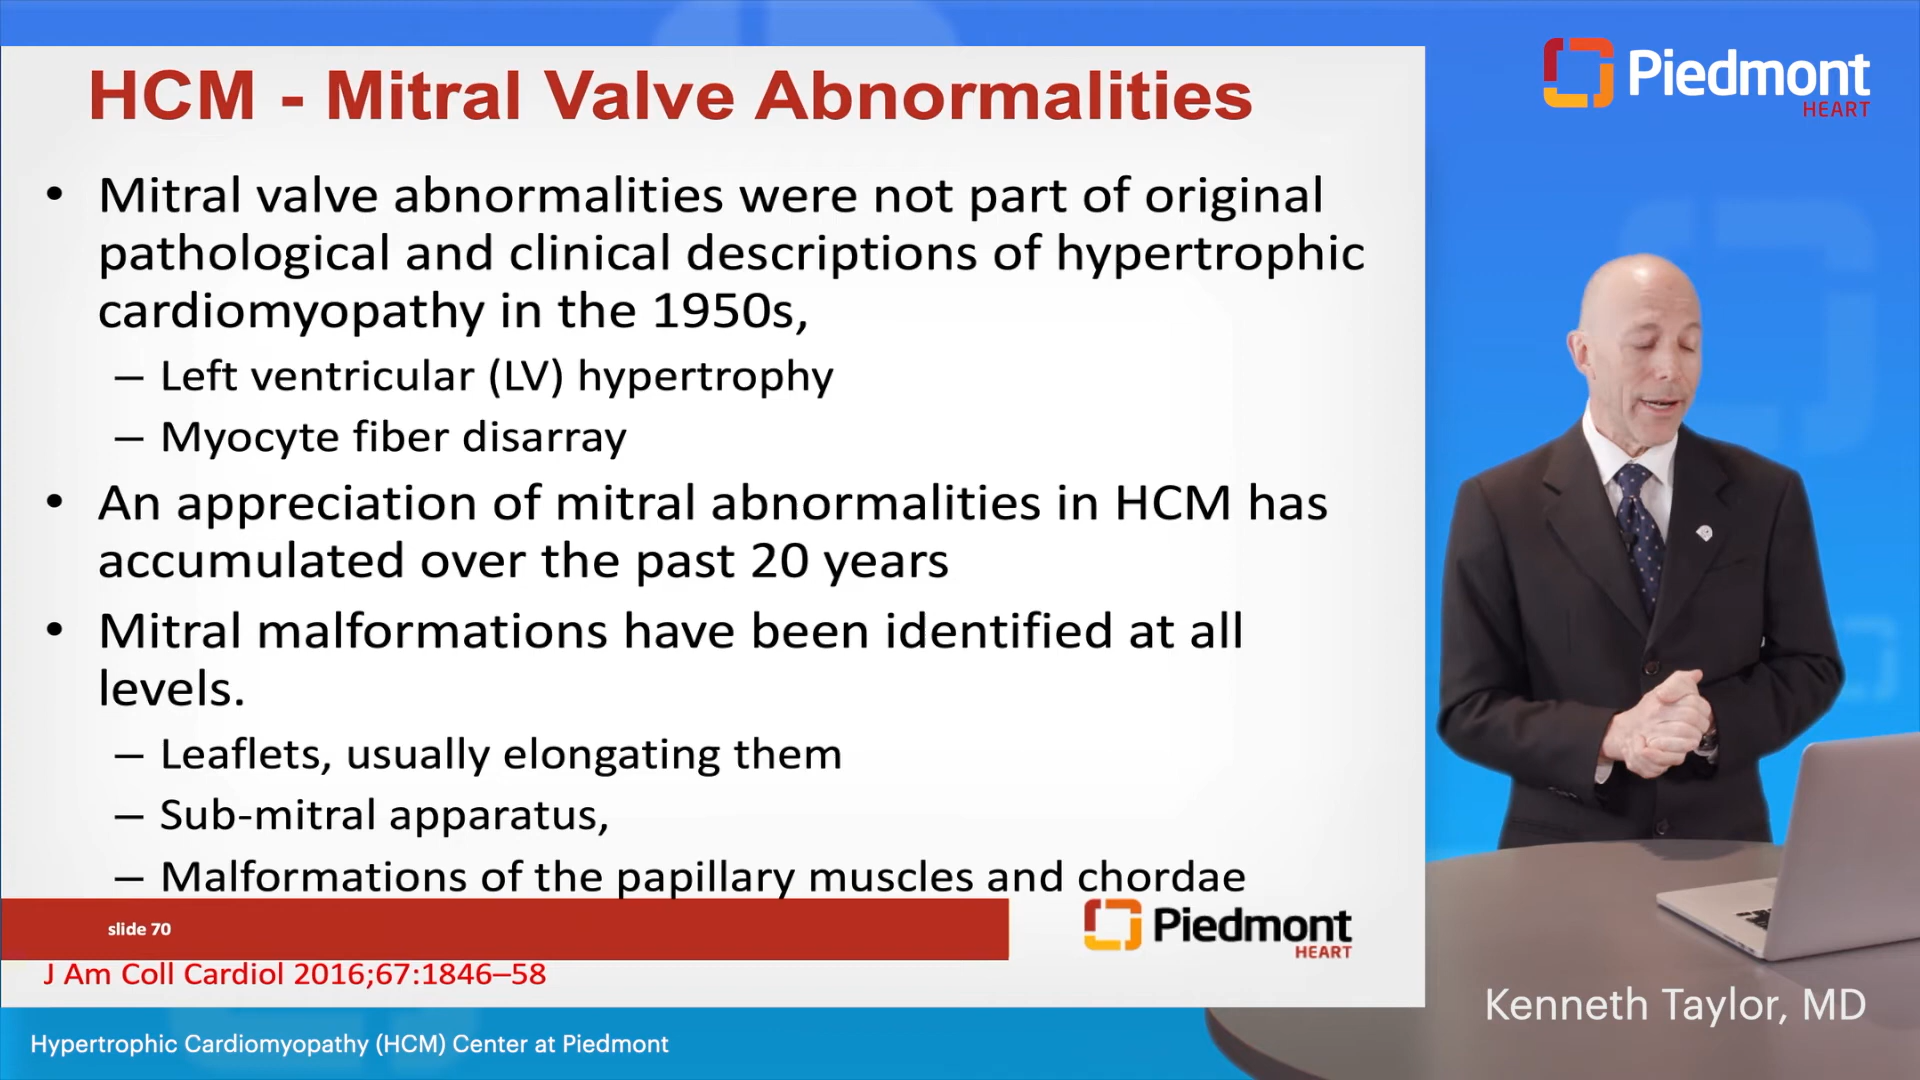 HCM - Mitral Valve Abnormalities
• Mitral valve abnormalities were not part of original
pathological and clinical descriptions of hypertrophic
cardiomyopathy in the 1950s,
– Left ventricular (LV) hypertrophy
– Myocyte fiber disarray
• An appreciation of mitral abnormalities in HCM has
accumulated over the past 20 years
• Mitral malformations have been identified at all
levels.
– Leaflets, usually elongating them
– Sub-mitral apparatus,
– Malformations of the papillary muscles and chordae
slide 70
Piedmont
HEART
J Am Coll Cardiol 2016;67:1846–58
Piedmont
HEART
Kenneth Taylor, MD
Hypertrophic Cardiomyopathy (HCM) Center at Piedmont